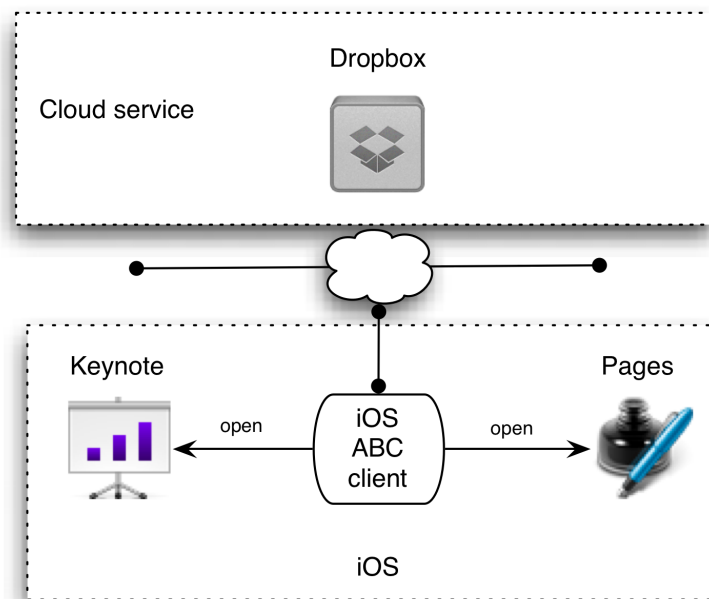 Dropbox
Cloud service
Keynote
Pages
open
iOS
ABC
client
open
iOS